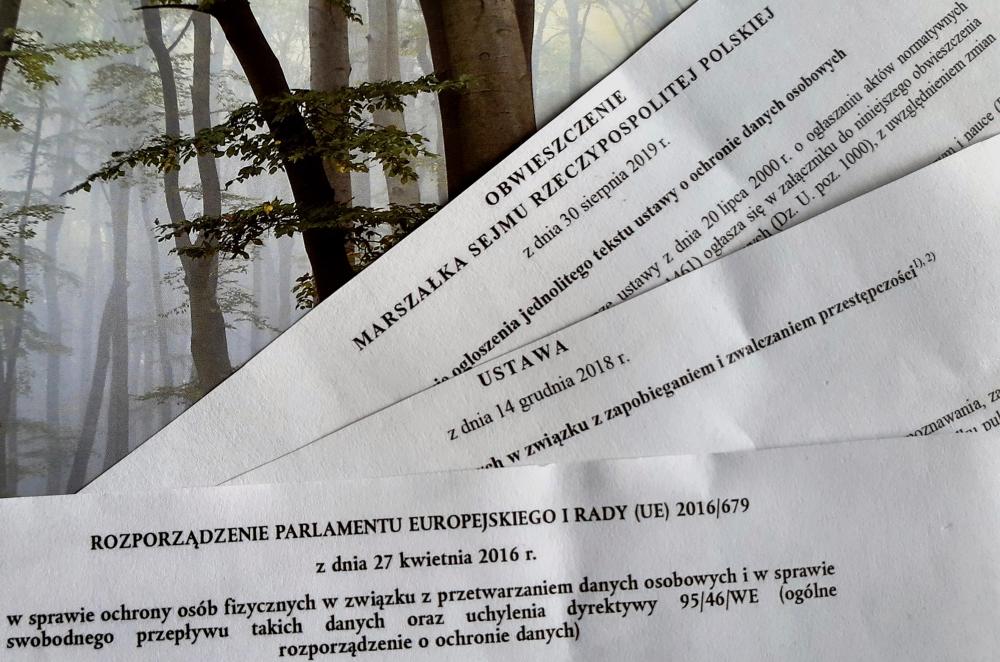 OBWIESZCZENIE
MARSZAŁKA SEJMU RZECZYPOSPOLITEJ POLSKIEJ
z dnia 30 sierpnia 2019 r.
ogłoszenia jednolitego tekstu ustawy o ochronie danych osobowych
ustawy z dnia 20 lipca 2000 r. o ogłaszaniu aktów normatywnych
461) ogłasza się w załączniku do niniejszego obwieszczenia
(Dz. U. poz. 1000), z uwzględnieniem zmian
i nauce
USTAWA
z dnia 14 grudnia 2018 r.
w związku z zapobieganiem i zwalczaniem przestępczości1), 2)
ROZPORZĄDZENIE PARLAMENTU EUROPEJSKIEGO I RADY (UE) 2016/679
z dnia 27 kwietnia 2016 r.
w sprawie ochrony osób fizycznych w związku z przetwarzaniem danych osobowych i w sprawie
swobodnego przepływu takich danych oraz uchylenia dyrektywy 95/46/WE (ogólne
rozporządzenie o ochronie danych)